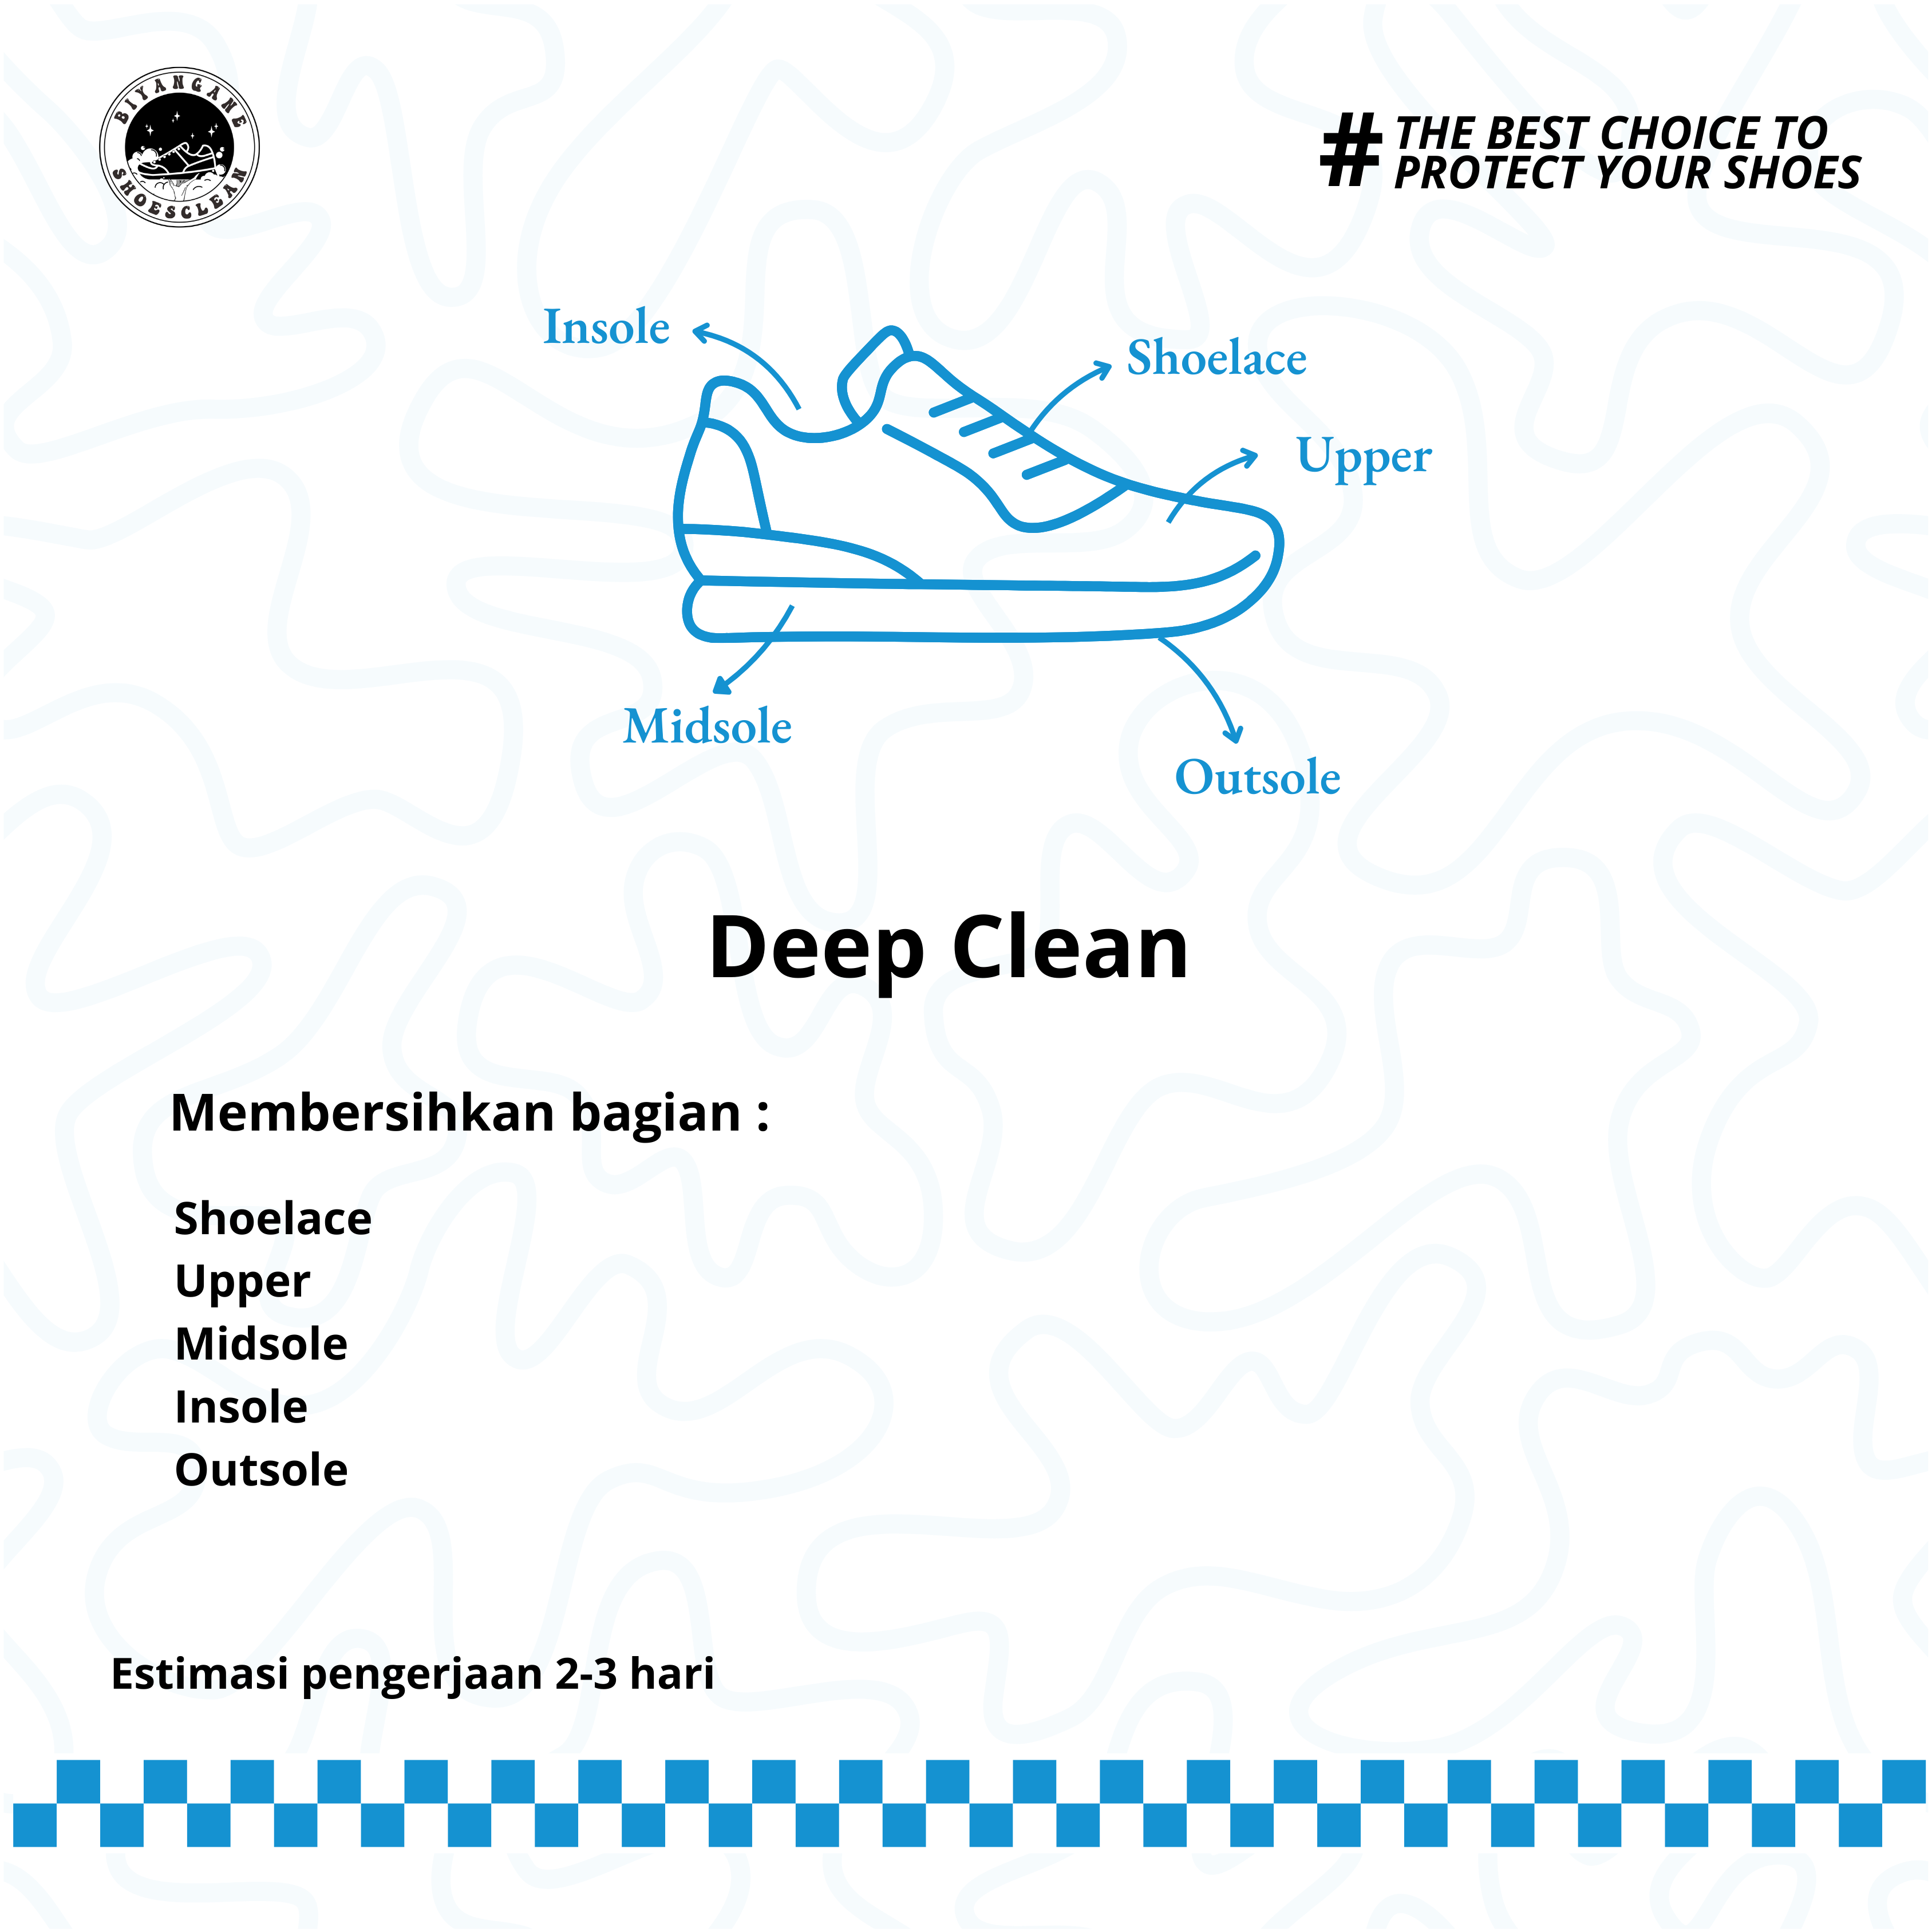 BIYANGANE
SHOESCLEAN
# THE BEST CHOICE TO
PROTECT YOUR SHOES
Insole
Shoelace
Upper
Midsole
Outsole
Deep Clean
Membersihkan bagian :
Shoelace
Upper
Midsole
Insole
Outsole
Estimasi pengerjaan 2-3 hari